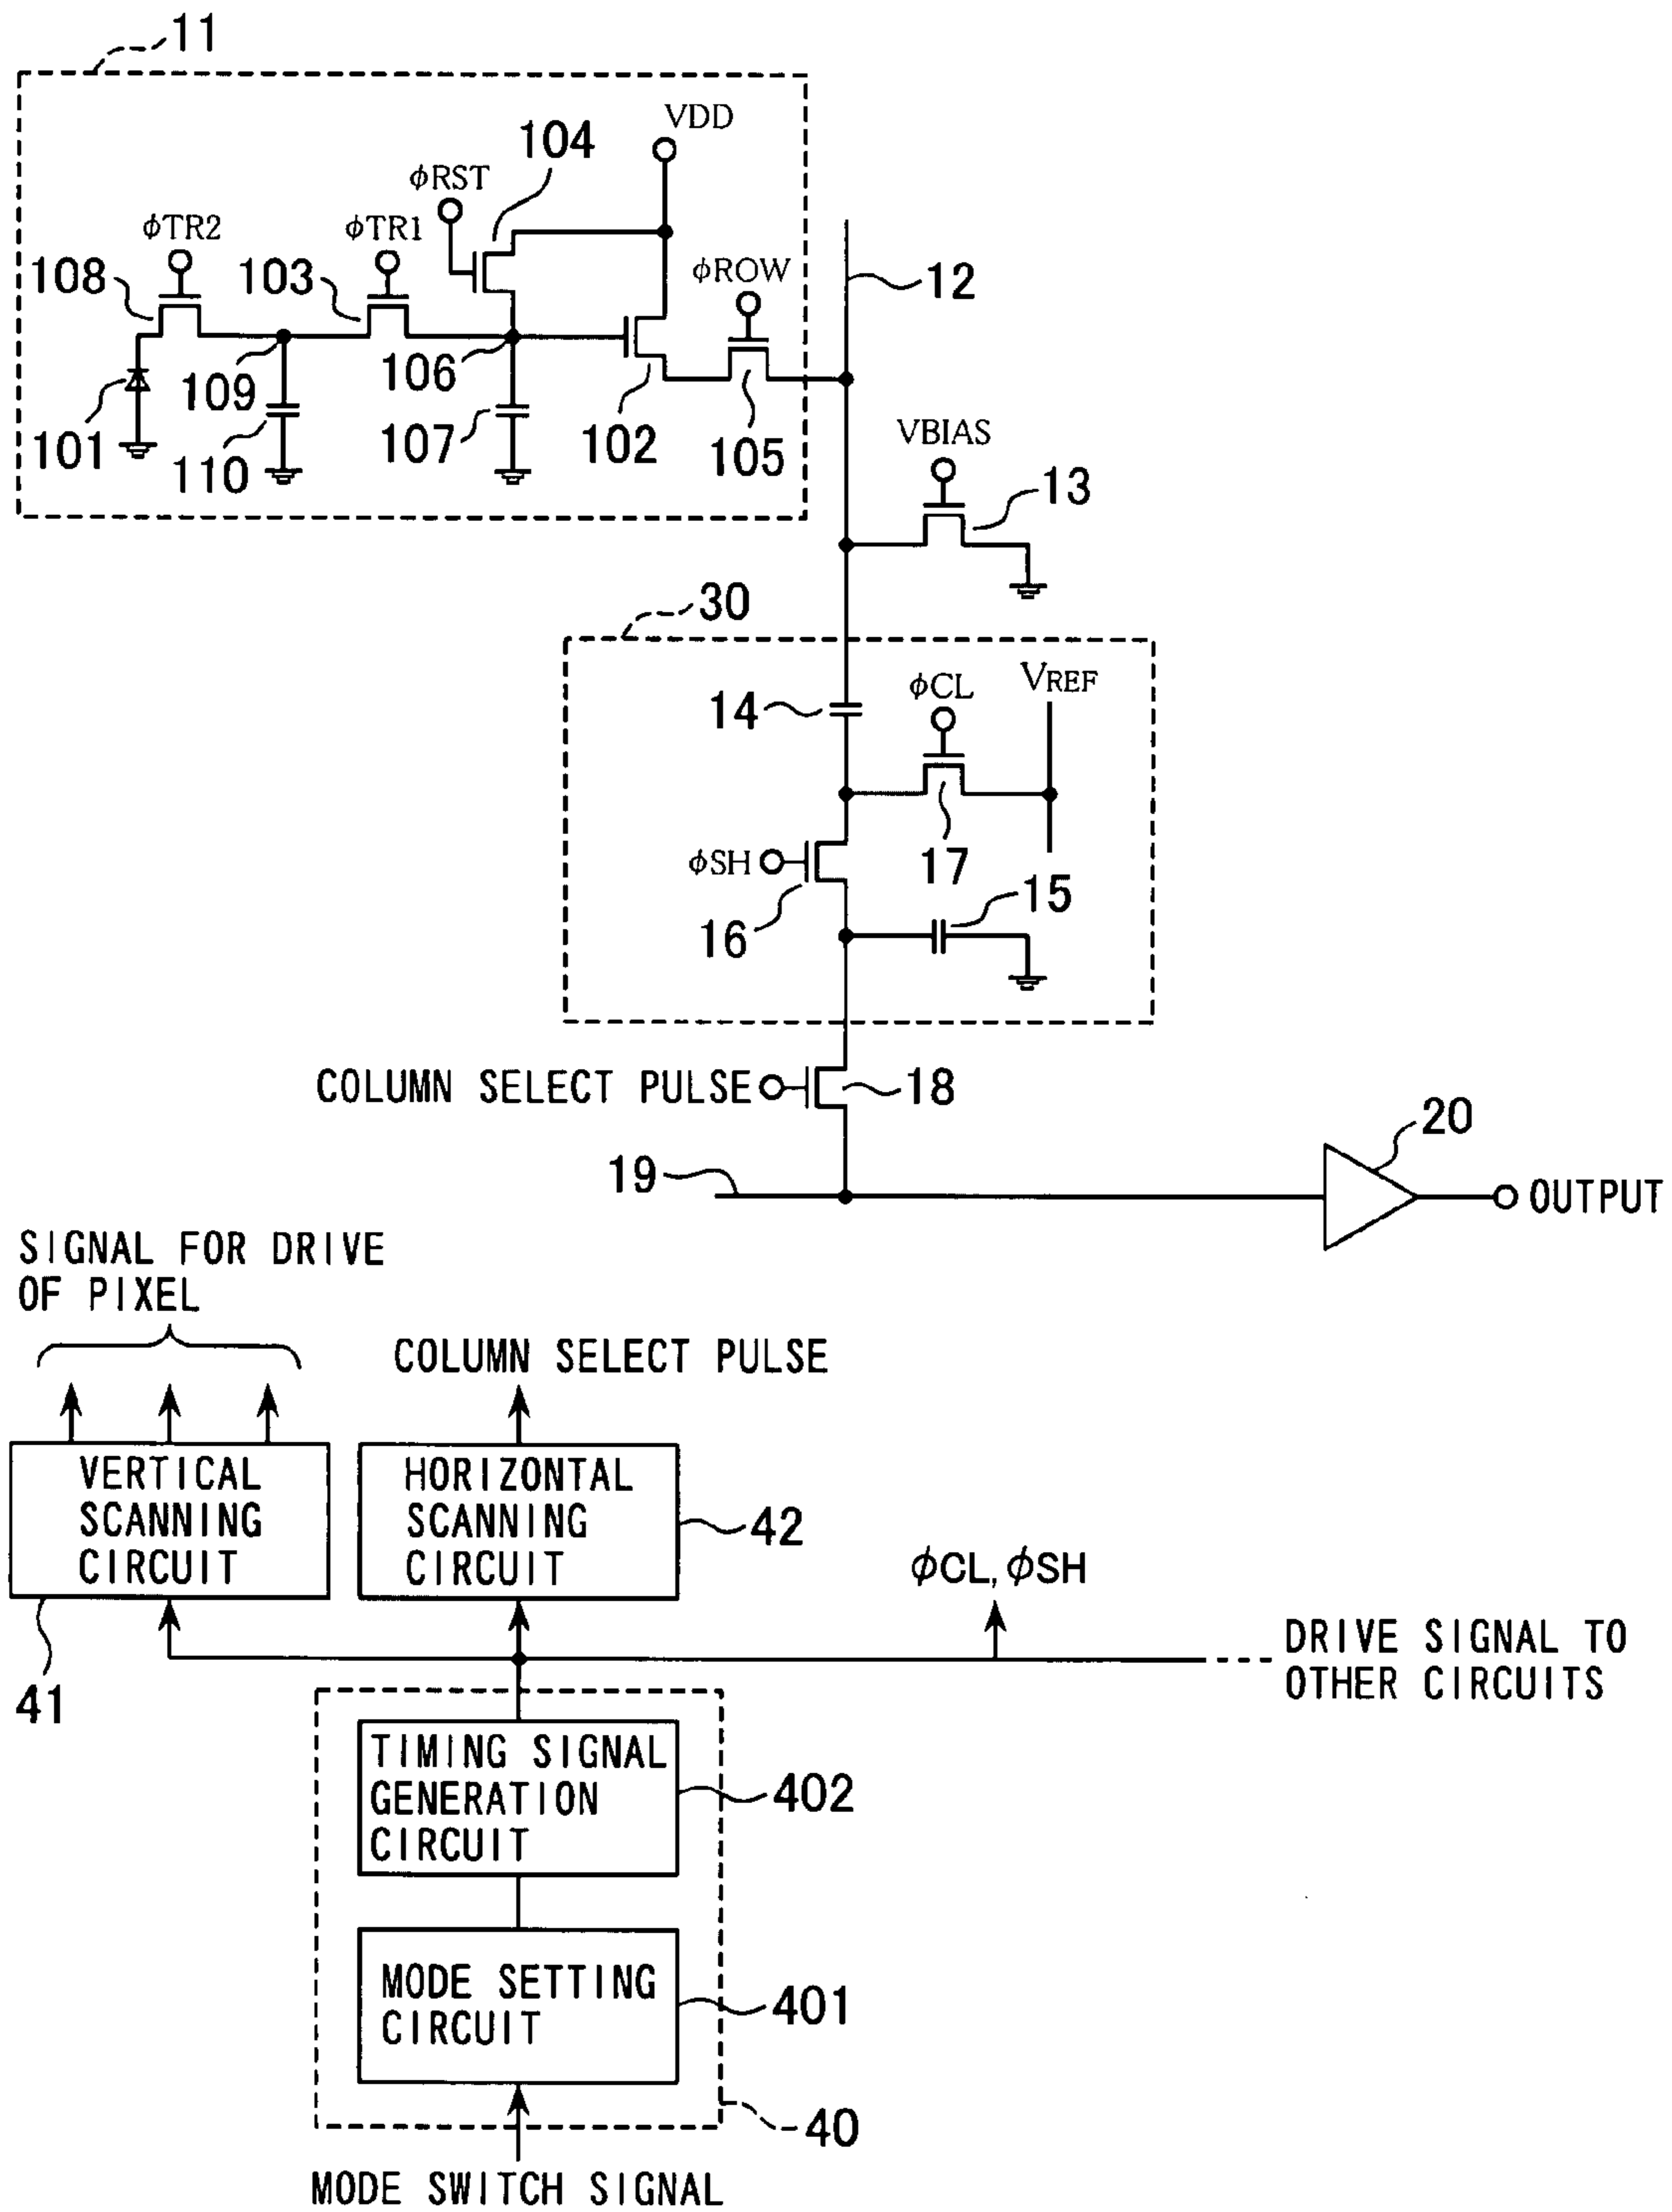 11
VDD
104
φRST
φTR2
φTR1
108
103
φROW
12
109
106
101
110
107
102
105
VBIAS
13
30
14
φCL
VREF
φSH
17
15
16
COLUMN SELECT PULSE
18
19
20
OUTPUT
SIGNAL FOR DRIVE
OF PIXEL
COLUMN SELECT PULSE
VERTICAL
SCANNING
CIRCUIT
HORIZONTAL
SCANNING
CIRCUIT
42
φCL, φSH
41
DRIVE SIGNAL TO
OTHER CIRCUITS
TIMING SIGNAL
GENERATION
CIRCUIT
402
MODE SETTING
CIRCUIT
401
40
MODE SWITCH SIGNAL